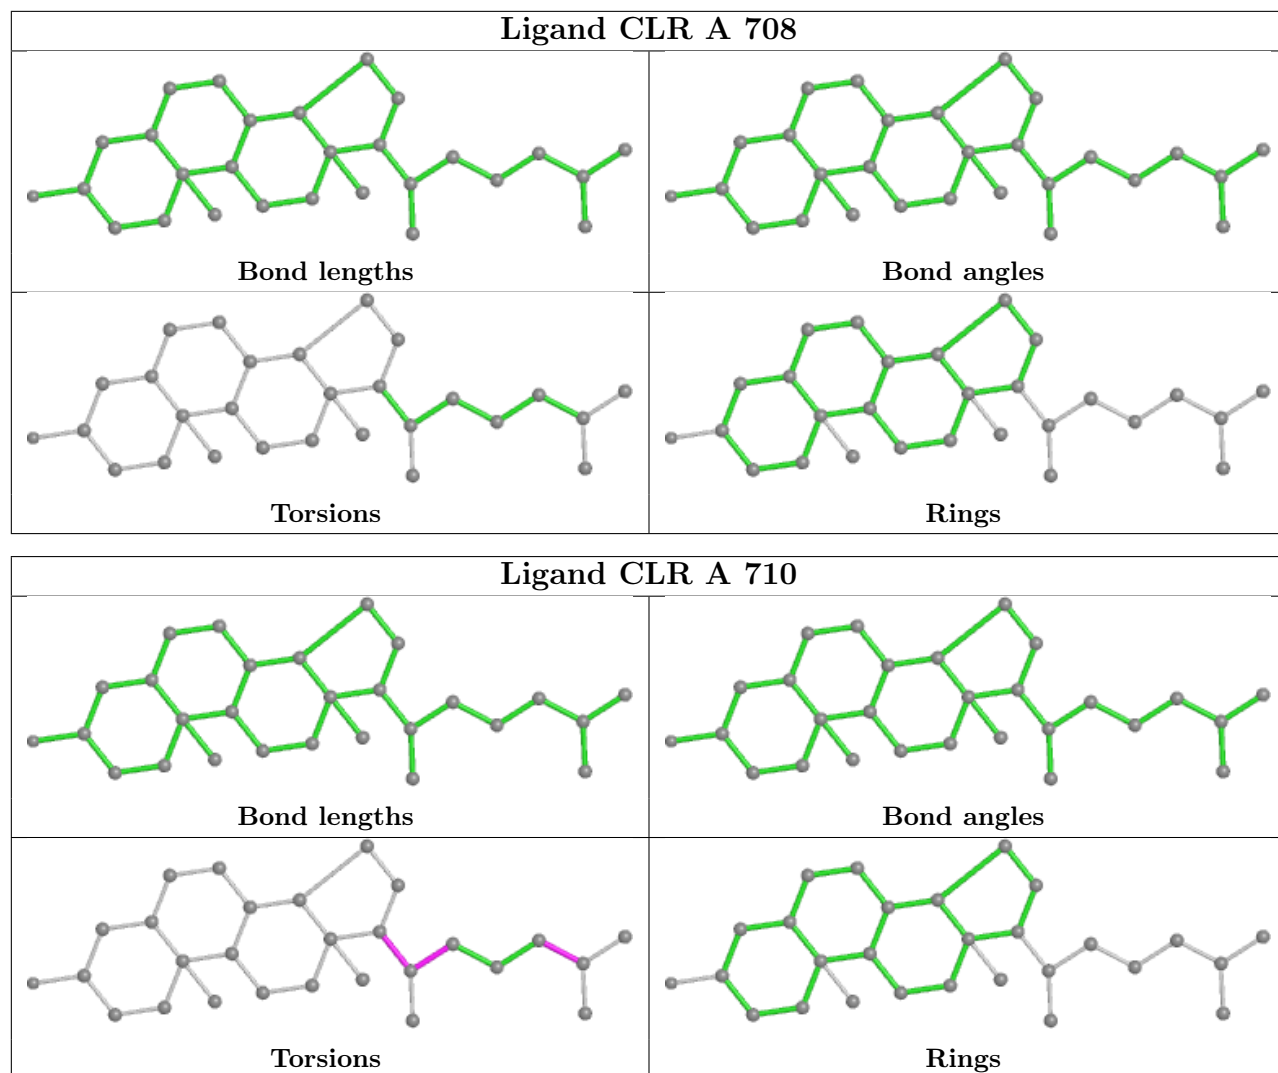 Ligand CLR A 708
Bond lengths
Bond angles
Torsions
Rings
Ligand CLR A 710
Bond lengths
Bond angles
Torsions
Rings